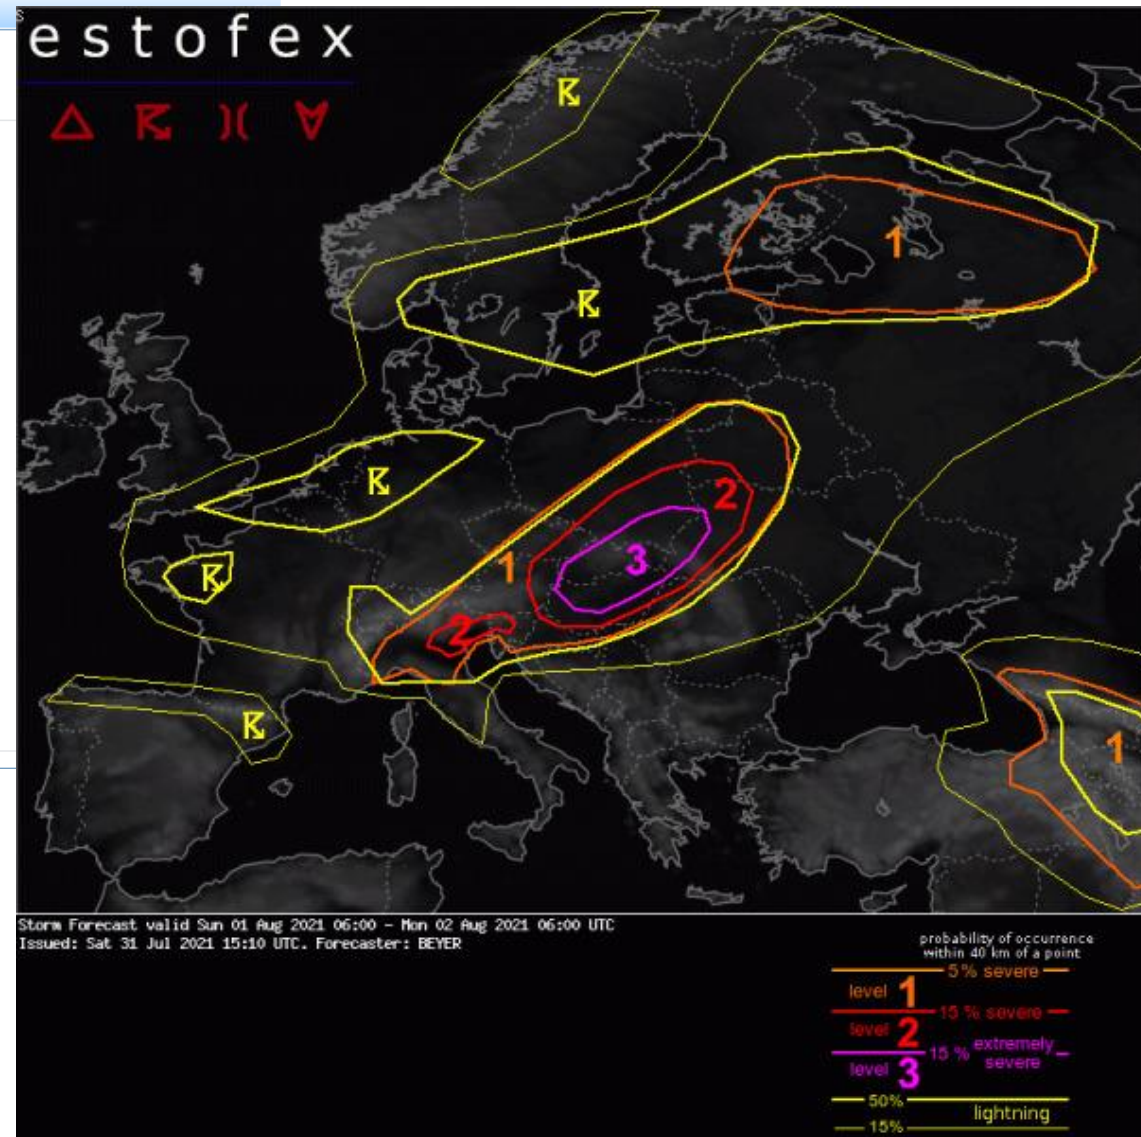 s
estofex
1
2
3
1
2
1
Storm Forecast valid Sun 01 Aug 2021 06:00 - Mon 02 Aug 2021 06:00 UTC
Issued: Sat 31 Jul 2021 15:10 UTC. Forecaster: BEYER
probability of occurrence
within 40 km of a point
5% severe
level 1
15 % severe
level 2
15 % extremely severe
level 3
50%
lightning
15%